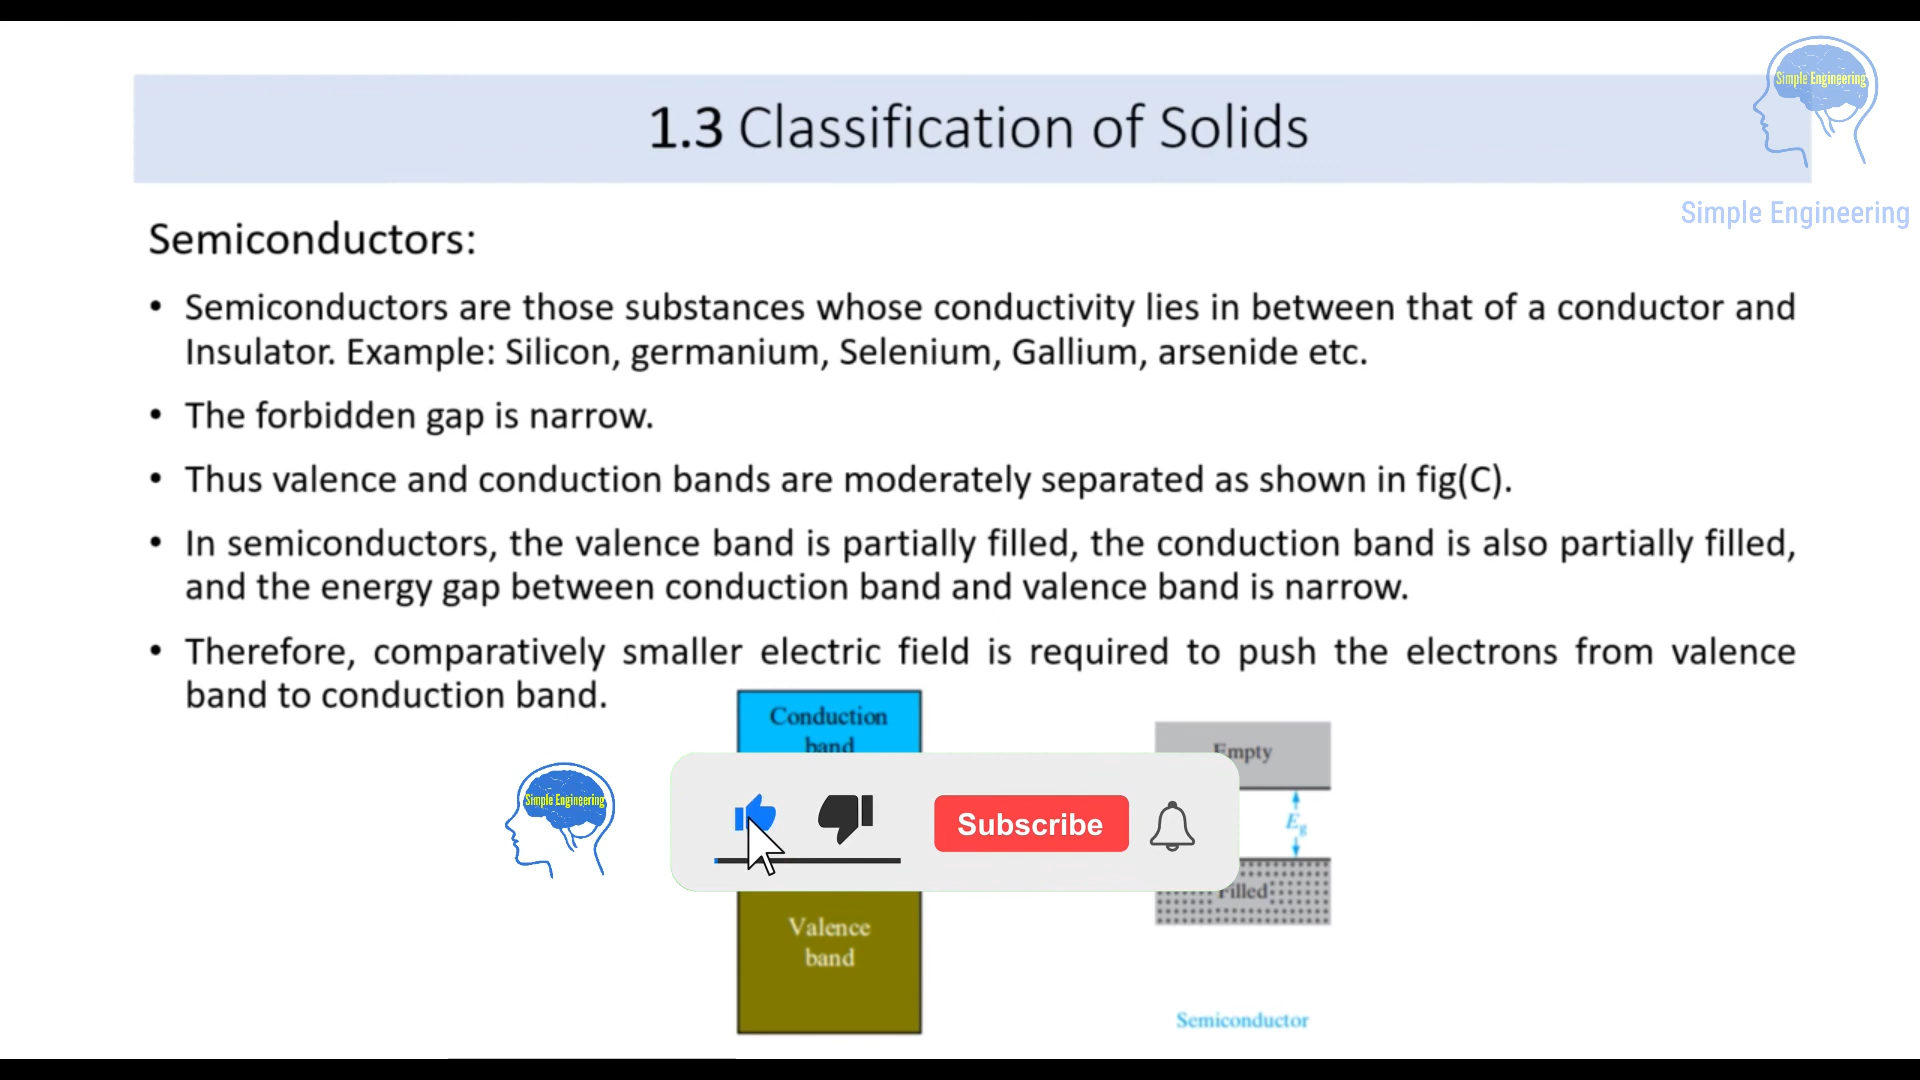 Simple Engineering
1.3 Classification of Solids
Simple Engineering
Semiconductors:
• Semiconductors are those substances whose conductivity lies in between that of a conductor and
Insulator. Example: Silicon, germanium, Selenium, Gallium, arsenide etc.
• The forbidden gap is narrow.
• Thus valence and conduction bands are moderately separated as shown in fig(C).
• In semiconductors, the valence band is partially filled, the conduction band is also partially filled,
and the energy gap between conduction band and valence band is narrow.
• Therefore, comparatively smaller electric field is required to push the electrons from valence
band to conduction band.
Conduction
band
Empty
Simple Engineering
Subscribe
Eg
Filled
Valence
band
Semiconductor